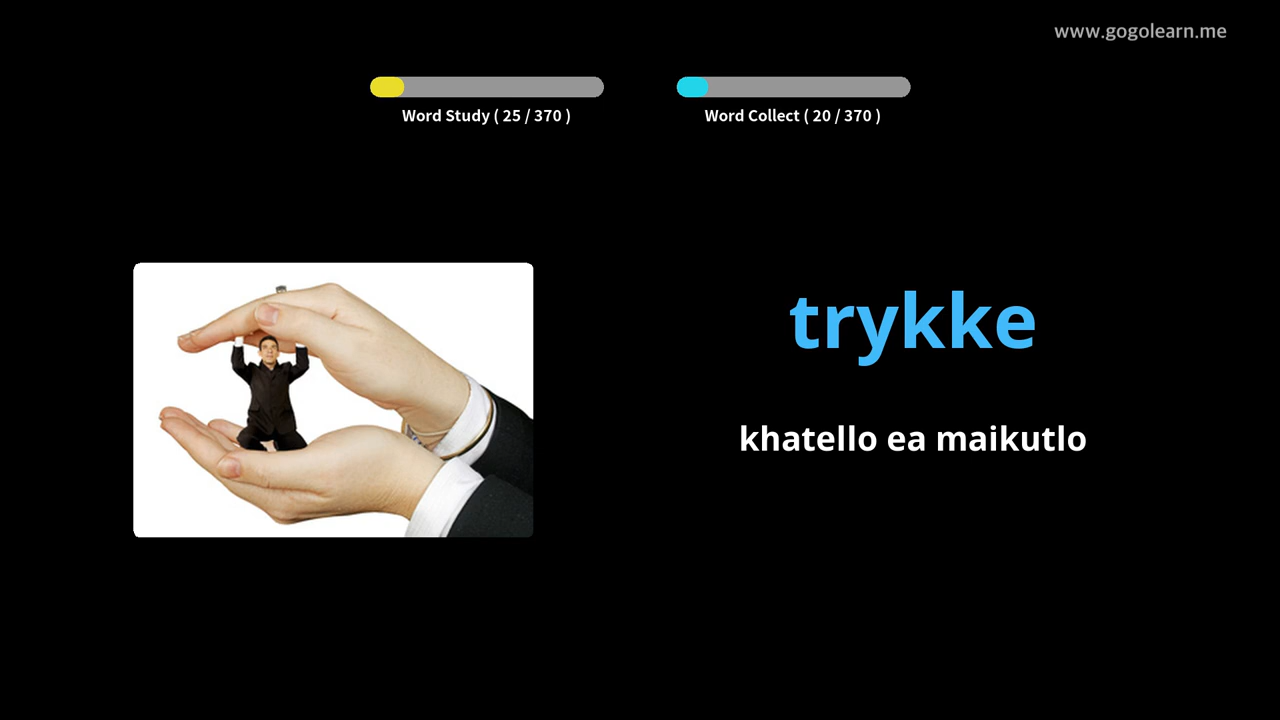 www.gogolearn.me
Word Study ( 25 / 370 )
Word Collect ( 20 / 370 )
trykke
khatello ea maikutlo